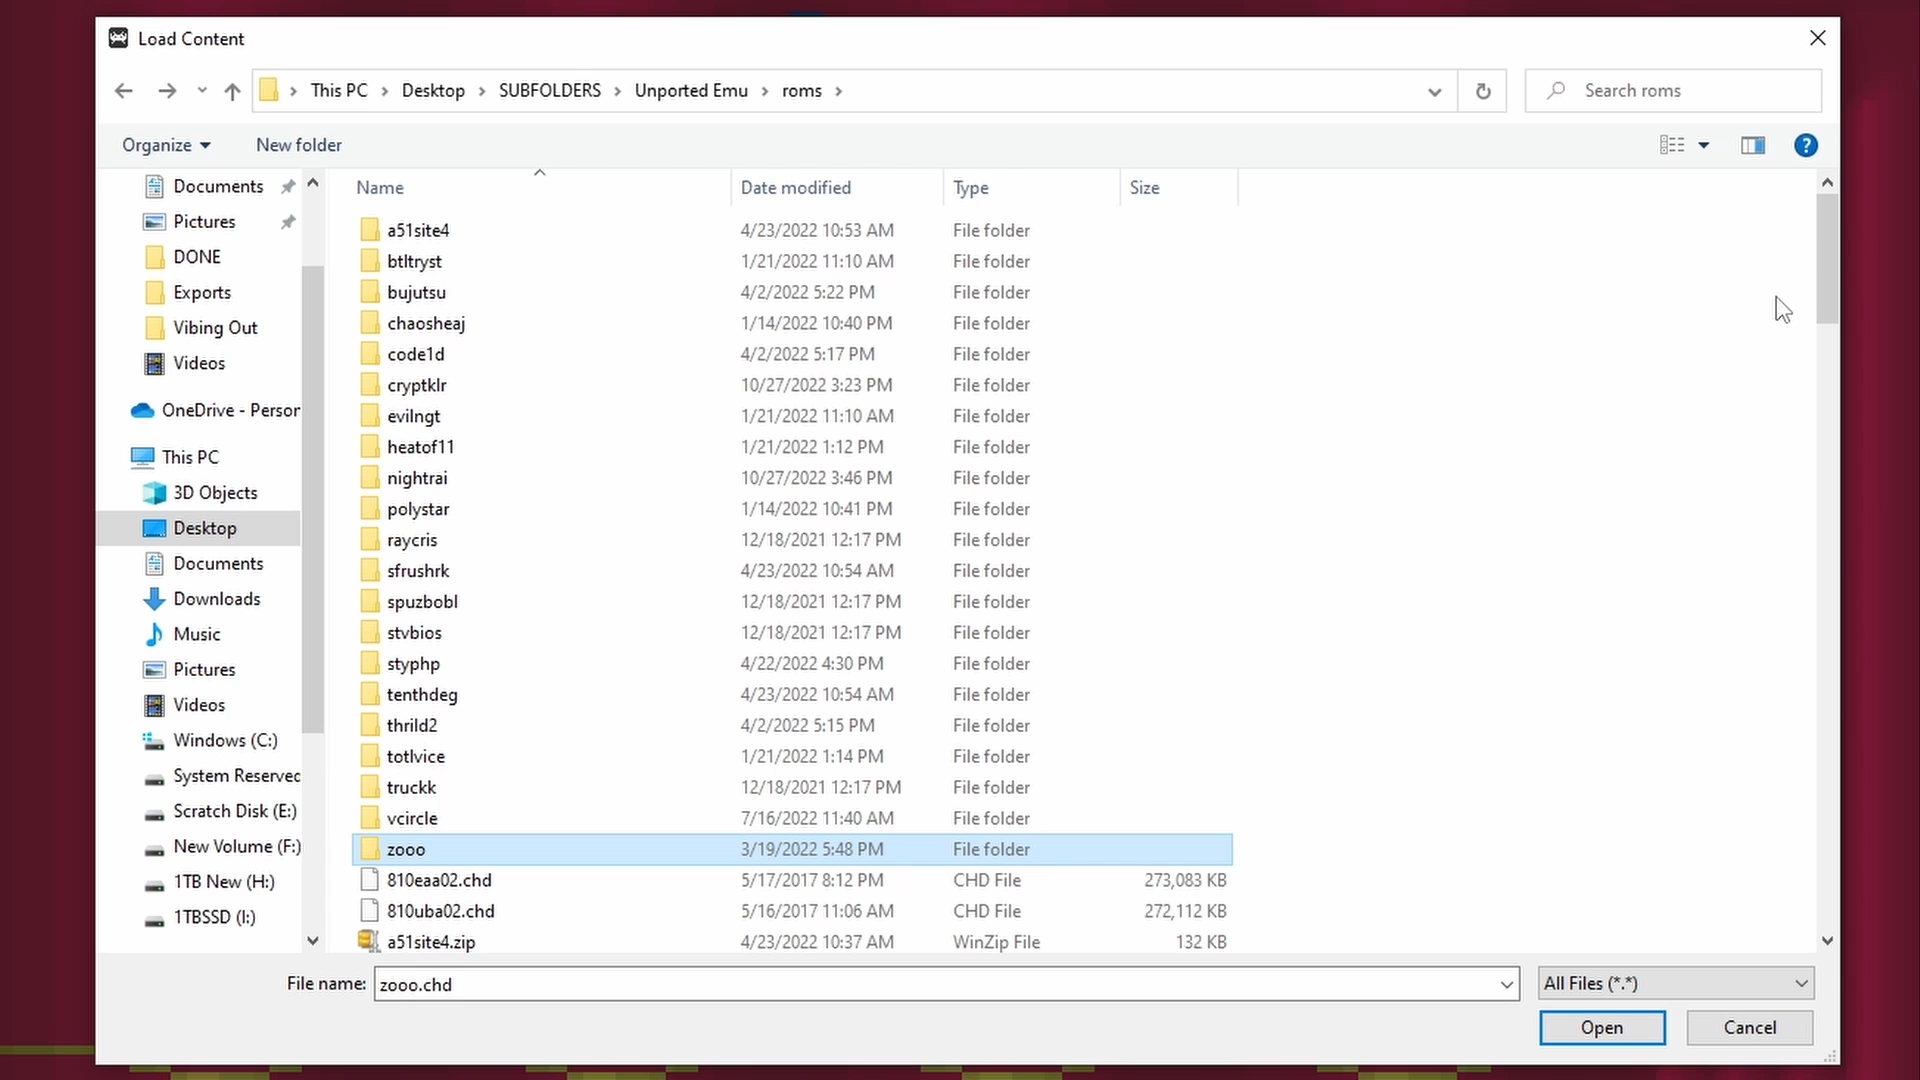 Load Content
This PC Desktop SUBFOLDERS Unported Emu roms
Search roms
Organize New folder
?
Documents
Pictures
DONE
Exports
Vibing Out
Videos
OneDrive - Person
This PC
3D Objects
Desktop
Documents
Downloads
Music
Pictures
Videos
Windows (C:)
System Reserved
Scratch Disk (E:)
New Volume (F:)
1TB New (H:)
1TBSSD (I:)
Name Date modified Type Size
a51site4 4/23/2022 10:53 AM File folder
btltryst 1/21/2022 11:10 AM File folder
bujutsu 4/2/2022 5:22 PM File folder
chaosheaj 1/14/2022 10:40 PM File folder
code1d 4/2/2022 5:17 PM File folder
cryptklr 10/27/2022 3:23 PM File folder
evilngt 1/21/2022 11:10 AM File folder
heatof11 1/21/2022 1:12 PM File folder
nightrai 10/27/2022 3:46 PM File folder
polystar 1/14/2022 10:41 PM File folder
raycris 12/18/2021 12:17 PM File folder
sfrushrk 4/23/2022 10:54 AM File folder
spuzbobl 12/18/2021 12:17 PM File folder
stvbios 12/18/2021 12:17 PM File folder
styphp 4/22/2022 4:30 PM File folder
tenthdeg 4/23/2022 10:54 AM File folder
thrild2 4/2/2022 5:15 PM File folder
totlvice 1/21/2022 1:14 PM File folder
truckk 12/18/2021 12:17 PM File folder
vcircle 7/16/2022 11:40 AM File folder
zooo 3/19/2022 5:48 PM File folder
810eaa02.chd 5/17/2017 8:12 PM CHD File 273,083 KB
810uba02.chd 5/16/2017 11:06 AM CHD File 272,112 KB
a51site4.zip 4/23/2022 10:37 AM WinZip File 132 KB
File name: zooo.chd All Files (*.*)
Open Cancel